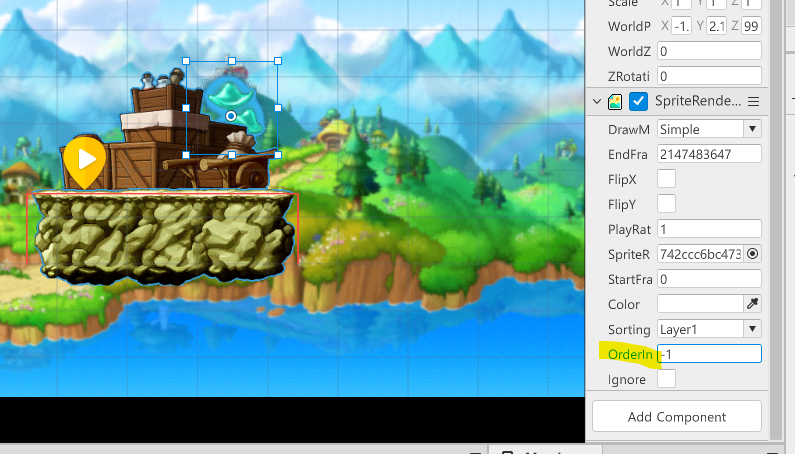 Scale X 1 Y 1 Z 1
WorldP X -1. Y 2.1 Z 99
WorldZ 0
ZRotati 0
SpriteRende...
DrawM Simple
EndFra 2147483647
FlipX
FlipY
PlayRat 1
SpriteR 742ccc6bc473
StartFra 0
Color
Sorting Layer1
OrderIn -1
Ignore
Add Component